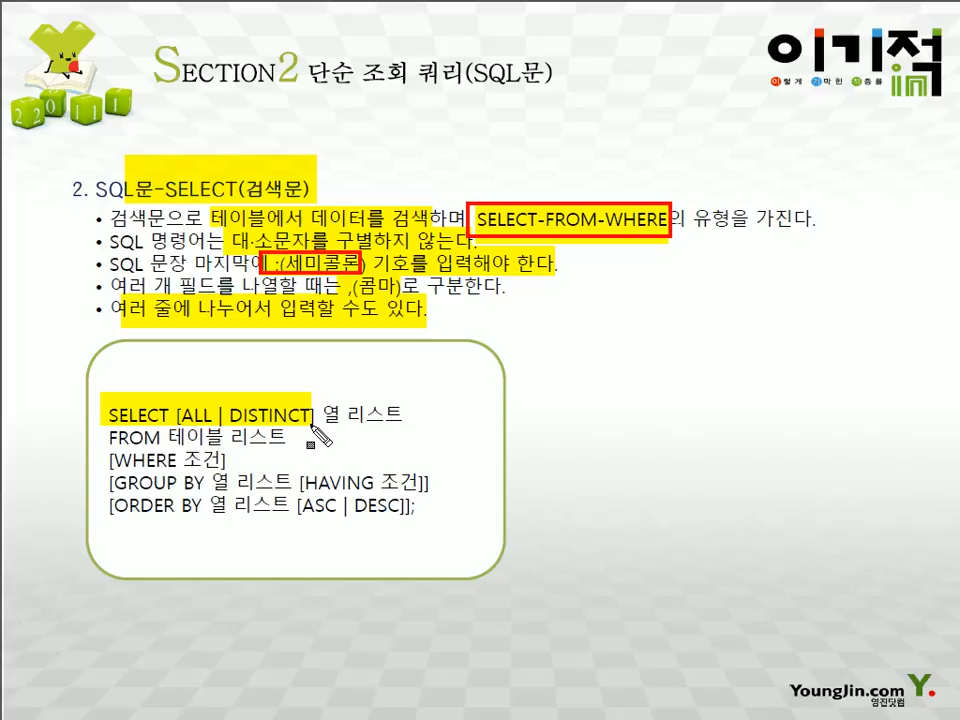 SECTION2 단순 조회 쿼리(SQL문)
이기적in
이렇게 기막힌 적중률
2 0 1 1
2. SQL문-SELECT(검색문)
• 검색문으로 테이블에서 데이터를 검색하며 SELECT-FROM-WHERE의 유형을 가진다.
• SQL 명령어는 대·소문자를 구별하지 않는다.
• SQL 문장 마지막에 ;(세미콜론) 기호를 입력해야 한다.
• 여러 개 필드를 나열할 때는 ,(콤마)로 구분한다.
• 여러 줄에 나누어서 입력할 수도 있다.
SELECT [ALL | DISTINCT] 열 리스트
FROM 테이블 리스트
[WHERE 조건]
[GROUP BY 열 리스트 [HAVING 조건]]
[ORDER BY 열 리스트 [ASC | DESC]];
YoungJin.com Y.
영진닷컴